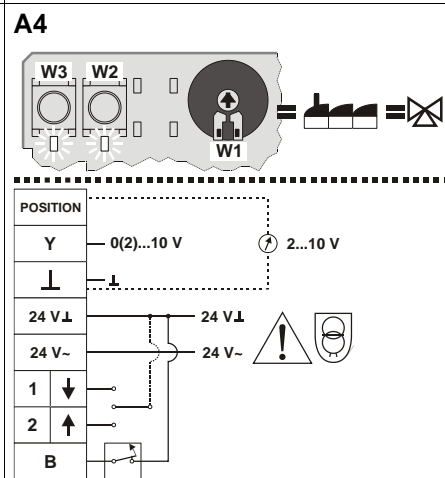 A4
W3 W2
W1
POSITION
Y 0(2)...10 V 2...10 V
⊥ ⊥
24 V⊥ 24 V⊥
24 V~ 24 V~
1 ↓
2 ↑
B